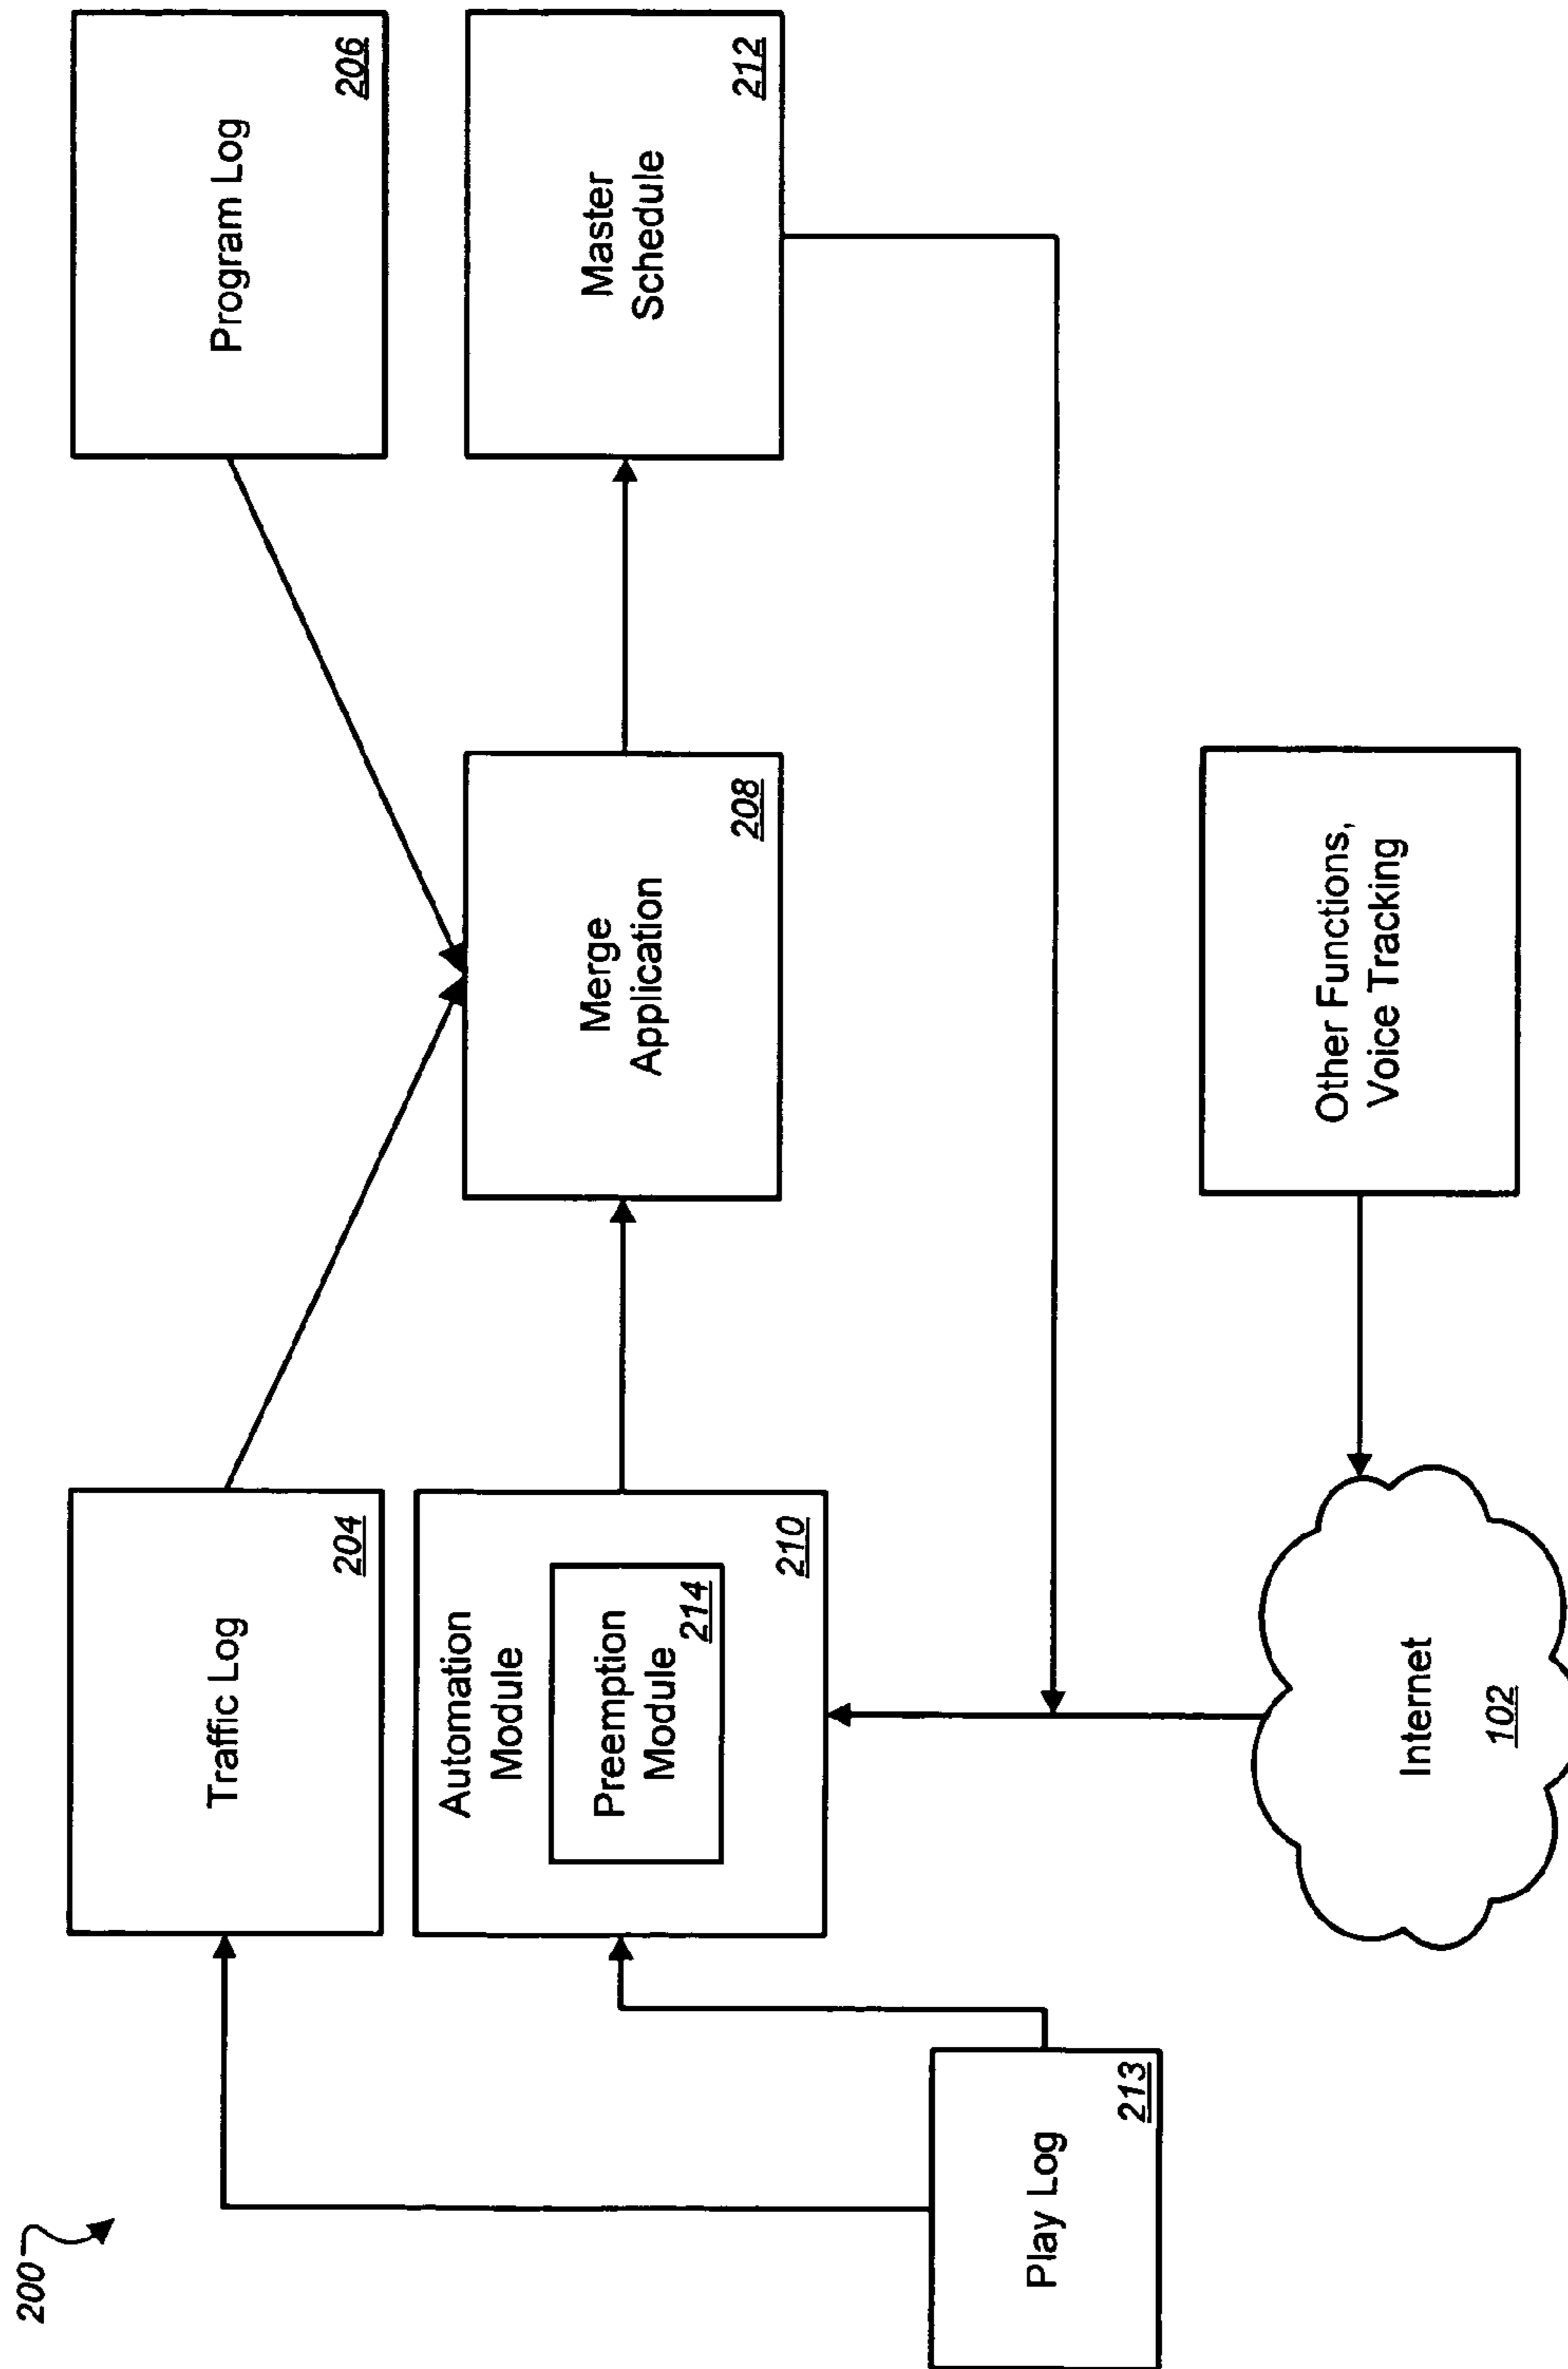 200
Traffic Log
204
Program Log
206
Automation
Module
Preemption
Module
214
210
Merge
Application
208
Master
Schedule
212
Play Log
213
Internet
102
Other Functions,
Voice Tracking